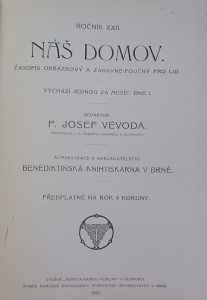 ROČNÍK XXII.
NÁŠ DOMOV.
ČASOPIS OBRÁZKOVÝ A ZÁBAVNĚ-POUČNÝ PRO LID.
VYCHÁZÍ JEDNOU ZA MĚSÍC DNE 1.
REDAKTOR:
P. JOSEF VÉVODA,
ADMINISTRACE A NAKLADATELSTVÍ:
BENEDIKTINSKÁ KNIHTISKÁRNA V BRNĚ.
PŘEDPLATNÉ NA ROK 4 KORUNY.